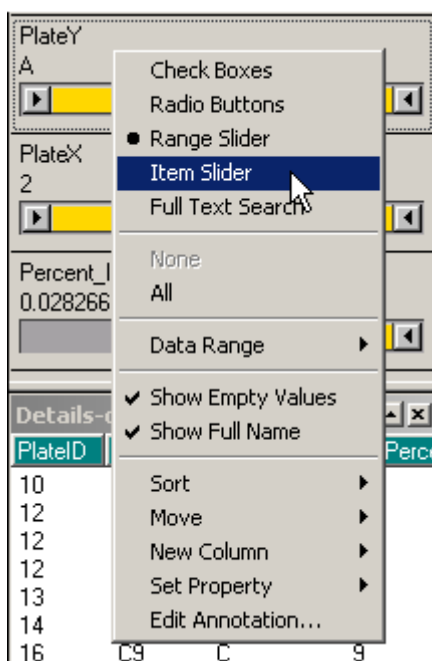 PlateY
A
PlateX
2
Percent_I
0.028266
Check Boxes
Radio Buttons
Range Slider
Item Slider
Full Text Search
None
All
Data Range
Show Empty Values
Show Full Name
Sort
Move
New Column
Set Property
Edit Annotation...
Details-
PlateID
Perce
10
12
12
12
13
14
16 C9 C 9